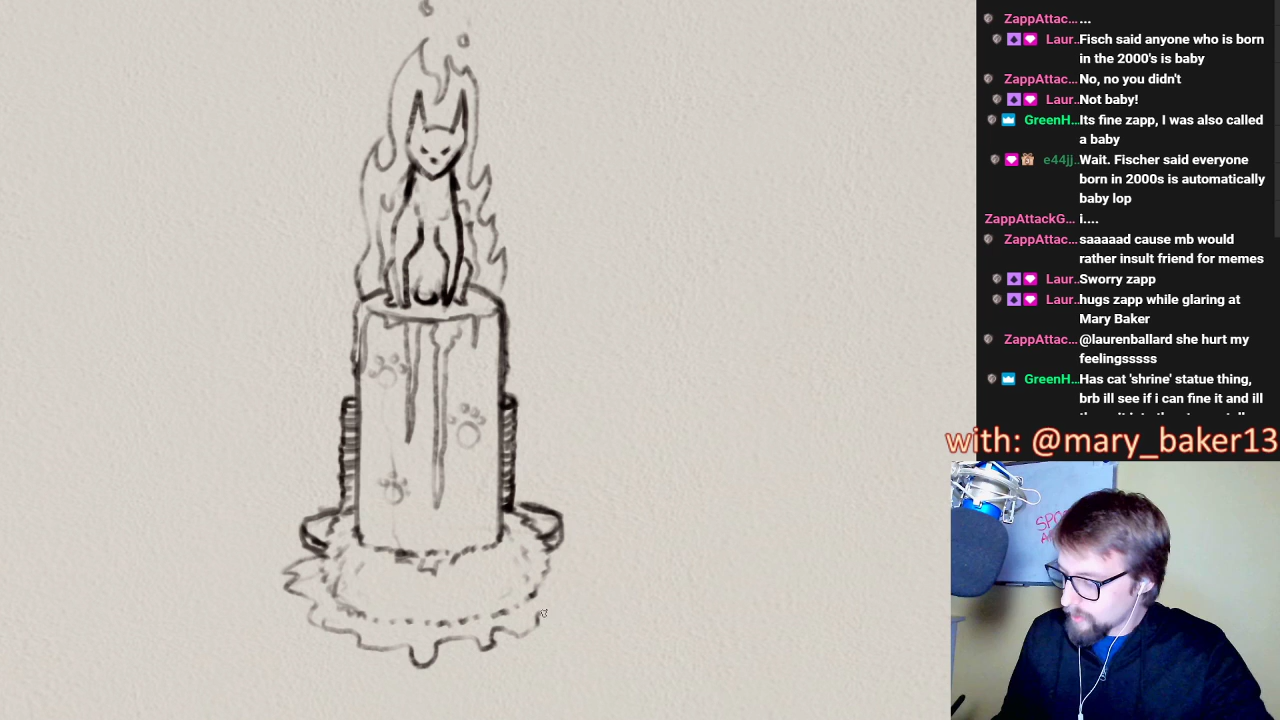 ZappAttac... ...
Laur.. Fisch said anyone who is born
in the 2000's is baby
ZappAttac... No, no you didn't
Laur.. Not baby!
GreenH... Its fine zapp, I was also called
a baby
e44jj.. Wait. Fischer said everyone
born in 2000s is automatically
baby lop
ZappAttackG... i....
ZappAttac... saaaaad cause mb would
rather insult friend for memes
Laur.. Sworry zapp
Laur.. hugs zapp while glaring at
Mary Baker
ZappAttac... @laurenballard she hurt my
feelingsssss
GreenH... Has cat 'shrine' statue thing,
brb ill see if i can fine it and ill
with: @mary_baker13